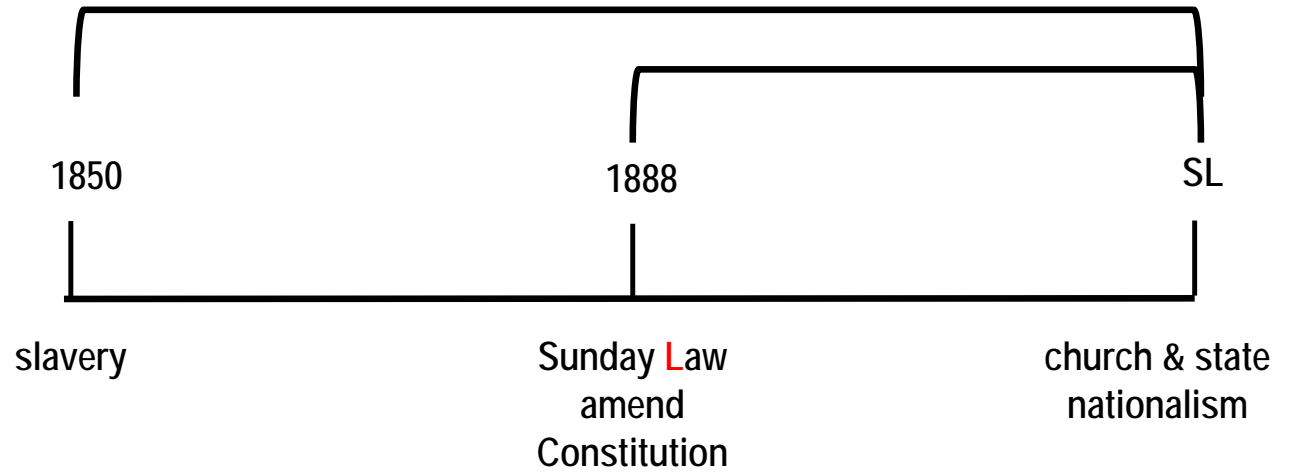 1850
1888
SL
slavery
Sunday Law
amend
Constitution
church & state
nationalism